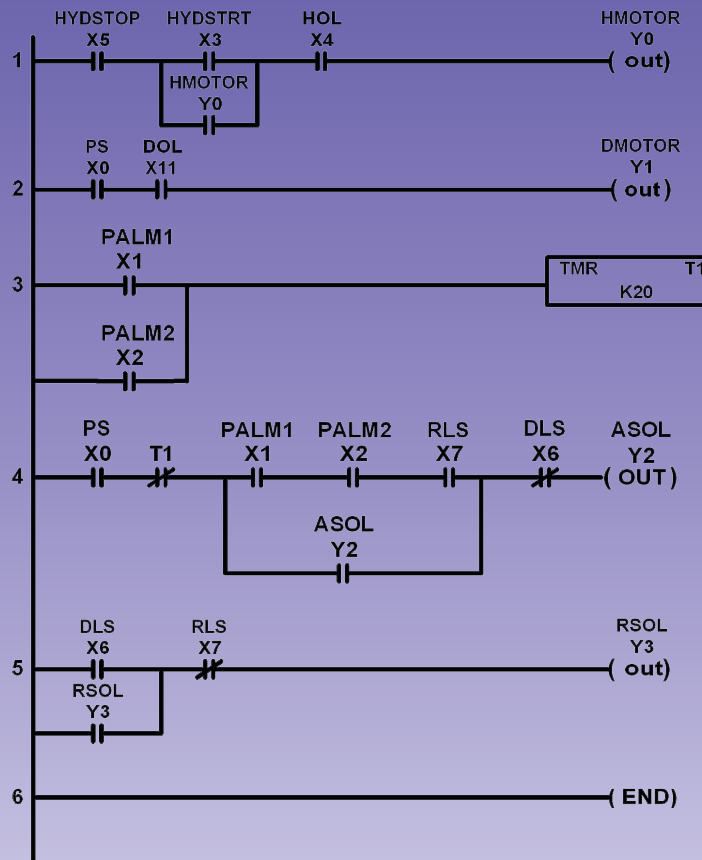 HYDSTOP HYDSTRT HOL HMOTOR
X5 X3 X4 Y0
1 ( out )
HMOTOR
Y0
PS DOL DMOTOR
X0 X11 Y1
2 ( out )
PALM1
X1
3 TMR T1
K20
PALM2
X2
PS PALM1 PALM2 RLS DLS ASOL
X0 T1 X1 X2 X7 X6 Y2
4 ( OUT )
ASOL
Y2
DLS RLS RSOL
X6 X7 Y3
5 ( out)
RSOL
Y3
6 ( END)